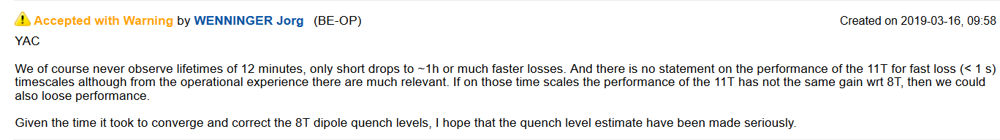 Accepted with Warning by WENNINGER Jorg (BE-OP) Created on 2019-03-16, 09:58
YAC
We of course never observe lifetimes of 12 minutes, only short drops to ~1h or much faster losses. And there is no statement on the performance of the 11T for fast loss (< 1 s)
timescales although from the operational experience there are much relevant. If on those time scales the performance of the 11T has not the same gain wrt 8T, then we could
also loose performance.
Given the time it took to converge and correct the 8T dipole quench levels, I hope that the quench level estimate have been made seriously.